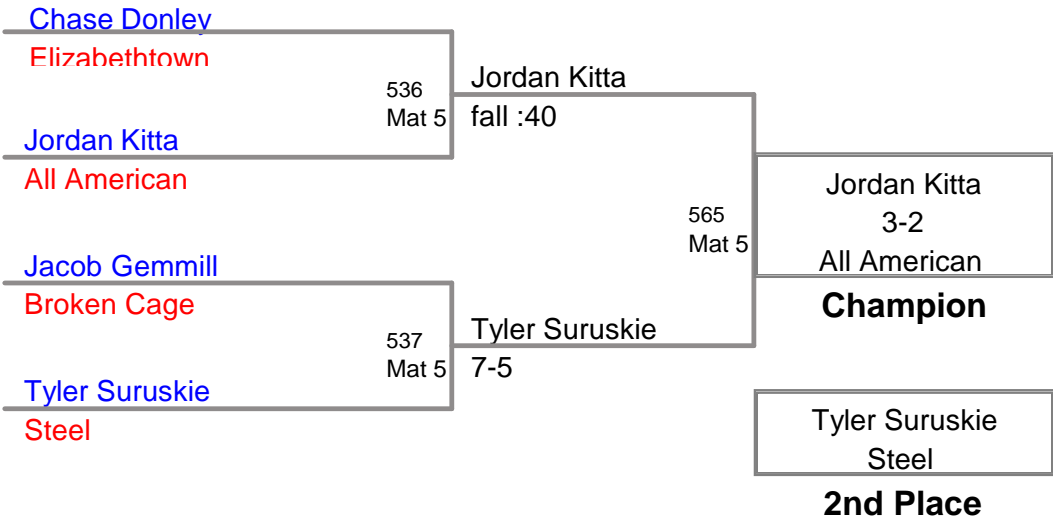 Chase Donley
Elizabethtown
536
Mat 5
Jordan Kitta
fall :40
Jordan Kitta
All American
565
Mat 5
Jordan Kitta
3-2
All American
Champion
Jacob Gemmill
Broken Cage
537
Mat 5
Tyler Suruskie
7-5
Tyler Suruskie
Steel
Tyler Suruskie
Steel
2nd Place